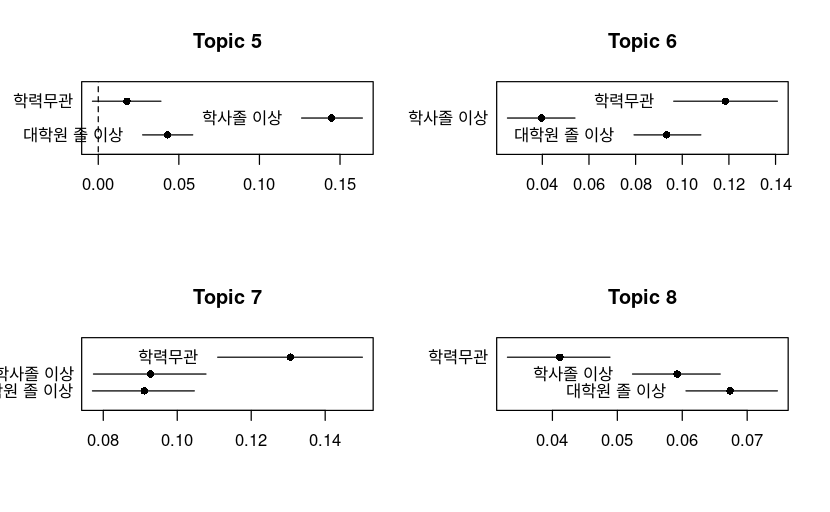 Topic 5
학력무관
학사졸 이상
대학원 졸 이상
0.00 0.05 0.10 0.15
Topic 6
학력무관
학사졸 이상
대학원 졸 이상
0.04 0.06 0.08 0.10 0.12 0.14
Topic 7
학력무관
학사졸 이상
졸 이상
0.08 0.10 0.12 0.14
Topic 8
학력무관
학사졸 이상
대학원 졸 이상
0.04 0.05 0.06 0.07